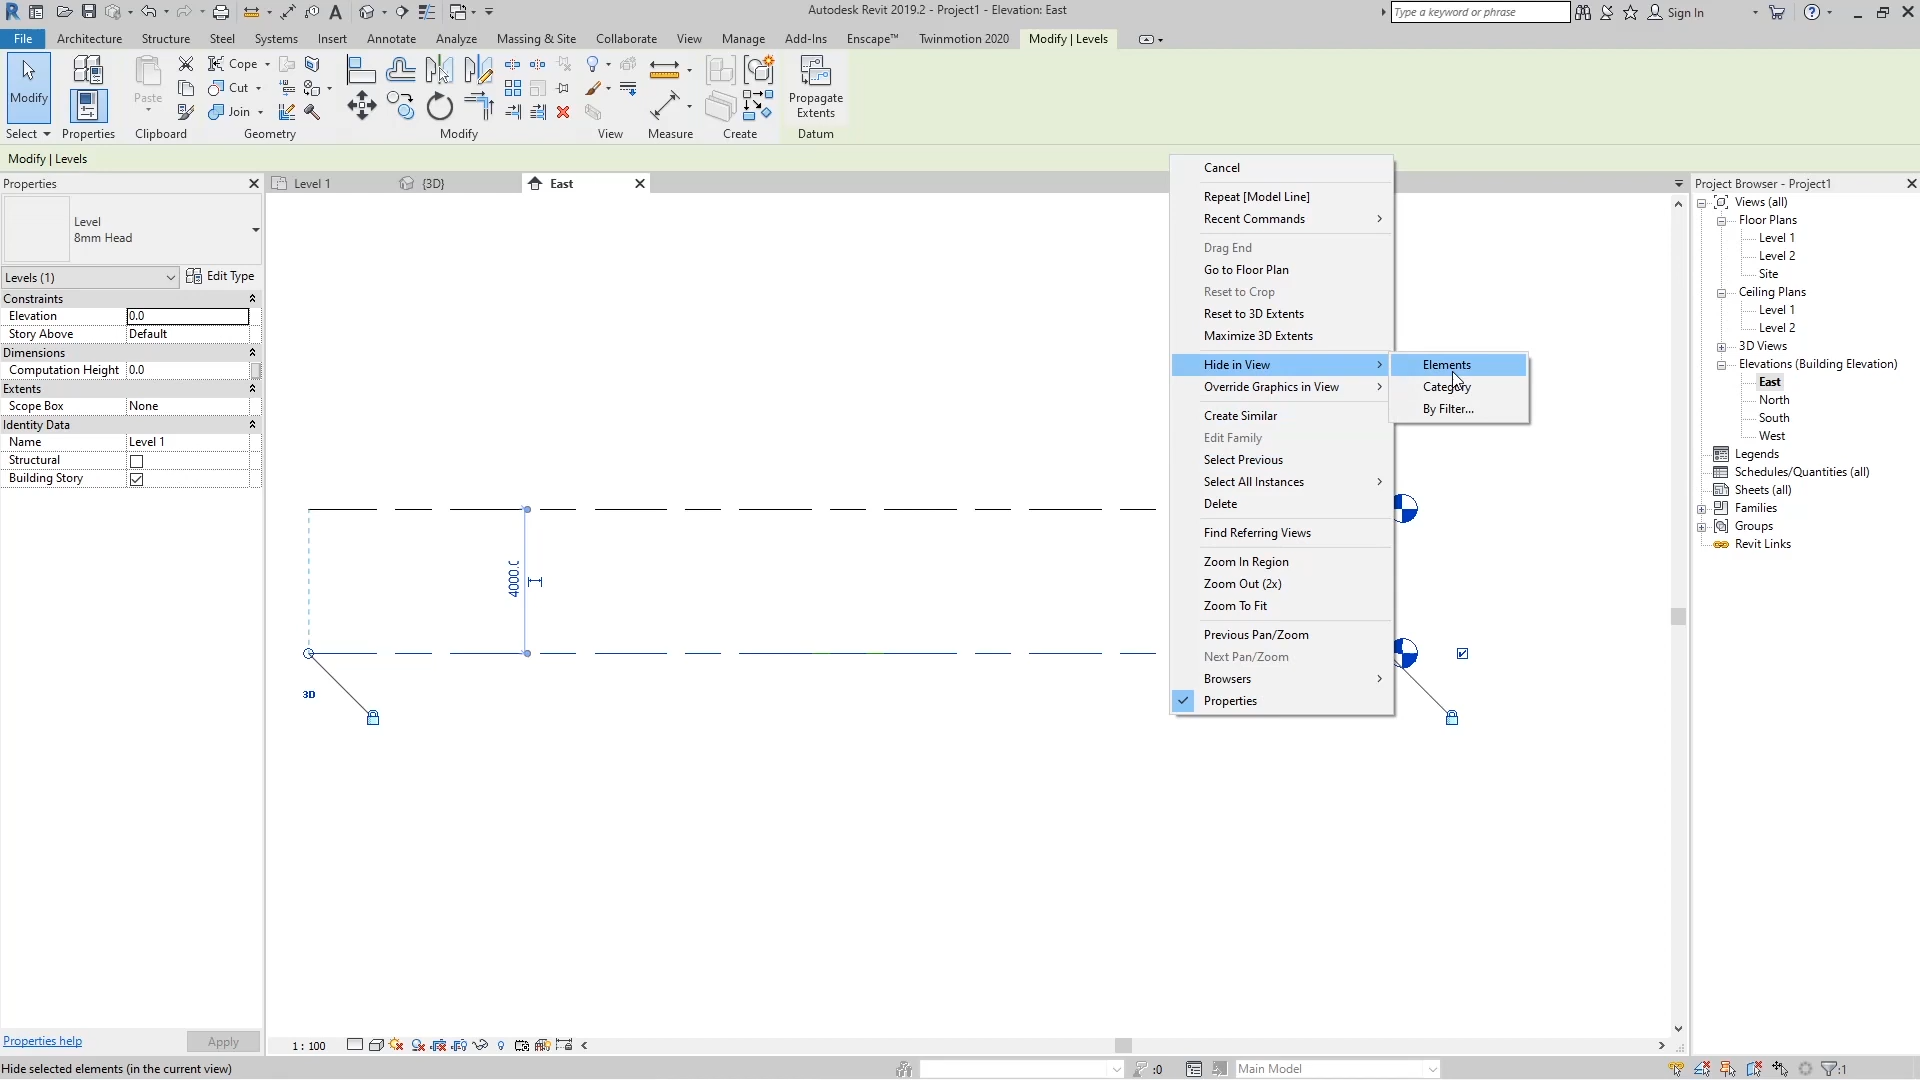 Autodesk Revit 2019.2 - Project1 - Elevation: East
Type a keyword or phrase
Sign In
File
Architecture
Structure
Steel
Systems
Insert
Annotate
Analyze
Massing & Site
Collaborate
View
Manage
Add-Ins
Enscape™
Twinmotion 2020
Modify | Levels
Modify
Paste
Cope
Cut
Join
Propagate
Extents
Select
Properties
Clipboard
Geometry
Modify
View
Measure
Create
Datum
Modify | Levels
Properties
Level
8mm Head
Levels (1)
Edit Type
Constraints
Elevation 0.0
Story Above Default
Dimensions
Computation Height 0.0
Extents
Scope Box None
Identity Data
Name Level 1
Structural
Building Story
Properties help
Apply
Level 1
{3D}
East
4000.0
3D
Cancel
Repeat [Model Line]
Recent Commands
Drag End
Go to Floor Plan
Reset to Crop
Reset to 3D Extents
Maximize 3D Extents
Hide in View
Override Graphics in View
Create Similar
Edit Family
Select Previous
Select All Instances
Delete
Find Referring Views
Zoom In Region
Zoom Out (2x)
Zoom To Fit
Previous Pan/Zoom
Next Pan/Zoom
Browsers
Properties
Elements
Category
By Filter...
Project Browser - Project1
Views (all)
Floor Plans
Level 1
Level 2
Site
Ceiling Plans
Level 1
Level 2
3D Views
Elevations (Building Elevation)
East
North
South
West
Legends
Schedules/Quantities (all)
Sheets (all)
Families
Groups
Revit Links
1 : 100
Hide selected elements (in the current view)
:0
Main Model
:1